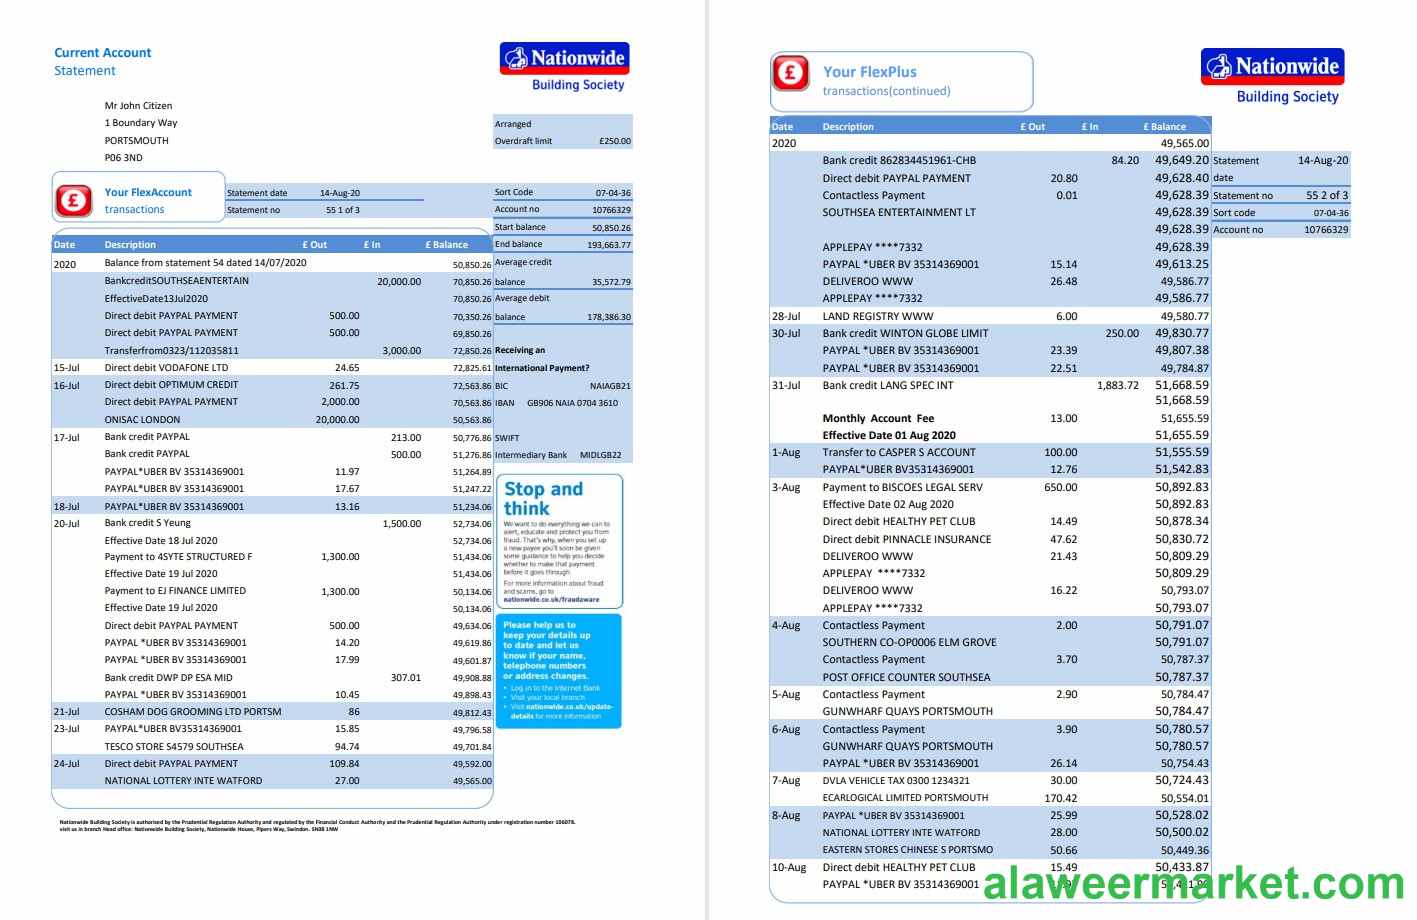 Current Account
Statement
Nationwide
Building Society
Mr John Citizen
1 Boundary Way
PORTSMOUTH
P06 3ND
Arranged
Overdraft limit £250.00
Your FlexAccount
transactions
Statement date 14-Aug-20
Statement no 55 1 of 3
Sort Code 07-04-36
Account no 10766329
Start balance 50,850.26
End balance 193,663.77
Average credit
balance 35,572.79
Average debit
balance 178,386.30
Receiving an
International Payment?
BIC NAIAGB21
IBAN GB906 NAIA 0704 3610
SWIFT
Intermediary Bank MIDLGB22
Date Description £ Out £ In £ Balance
2020 Balance from statement 54 dated 14/07/2020 50,850.26
BankcreditSOUTHSEAENTERTAIN 20,000.00 70,850.26
EffectiveDate13Jul2020 70,850.26
Direct debit PAYPAL PAYMENT 500.00 70,350.26
Direct debit PAYPAL PAYMENT 500.00 69,850.26
Transferfrom0323/112035811 3,000.00 72,850.26
15-Jul Direct debit VODAFONE LTD 24.65 72,825.61
16-Jul Direct debit OPTIMUM CREDIT 261.75 72,563.86
Direct debit PAYPAL PAYMENT 2,000.00 70,563.86
ONISAC LONDON 20,000.00 50,563.86
17-Jul Bank credit PAYPAL 213.00 50,776.86
Bank credit PAYPAL 500.00 51,276.86
PAYPAL*UBER BV 35314369001 11.97 51,264.89
PAYPAL*UBER BV 35314369001 17.67 51,247.22
18-Jul PAYPAL*UBER BV 35314369001 13.16 51,234.06
20-Jul Bank credit S Yeung 1,500.00 52,734.06
Effective Date 18 Jul 2020 52,734.06
Payment to 4SYTE STRUCTURED F 1,300.00 51,434.06
Effective Date 19 Jul 2020 51,434.06
Payment to EJ FINANCE LIMITED 1,300.00 50,134.06
Effective Date 19 Jul 2020 50,134.06
Direct debit PAYPAL PAYMENT 500.00 49,634.06
PAYPAL *UBER BV 35314369001 14.20 49,619.86
PAYPAL *UBER BV 35314369001 17.99 49,601.87
Bank credit DWP DP ESA MID 307.01 49,908.88
PAYPAL *UBER BV 35314369001 10.45 49,898.43
21-Jul COSHAM DOG GROOMING LTD PORTSM 86 49,812.43
23-Jul PAYPAL*UBER BV35314369001 15.85 49,796.58
TESCO STORE S4579 SOUTHSEA 94.74 49,701.84
24-Jul Direct debit PAYPAL PAYMENT 109.84 49,592.00
NATIONAL LOTTERY INTE WATFORD 27.00 49,565.00
Stop and
think
We want to do everything we can to
alert, educate and protect you from
fraud. That's why, when you set up
a new payee you'll soon be given
some guidance to help you decide
whether to make that payment
before it goes through.
For more information about fraud
and scams, go to
nationwide.co.uk/fraudaware
Please help us to
keep your details up
to date and let us
know if your name,
telephone numbers
or address changes.
• Log in to the Internet Bank
• Visit your local branch
• Visit nationwide.co.uk/update-
details for more information
Nationwide Building Society is authorised by the Prudential Regulation Authority and regulated by the Financial Conduct Authority and the Prudential Regulation Authority under registration number 106078.
visit us in branch Head office: Nationwide Building Society, Nationwide House, Pipers Way, Swindon. SN38 1NW
Your FlexPlus
transactions(continued)
Nationwide
Building Society
Date Description £ Out £ In £ Balance
2020 49,565.00
Bank credit 862834451961-CHB 84.20 49,649.20
Direct debit PAYPAL PAYMENT 20.80 49,628.40
Contactless Payment 0.01 49,628.39
SOUTHSEA ENTERTAINMENT LT 49,628.39
49,628.39
APPLEPAY ****7332 49,628.39
PAYPAL *UBER BV 35314369001 15.14 49,613.25
DELIVEROO WWW 26.48 49,586.77
APPLEPAY ****7332 49,586.77
28-Jul LAND REGISTRY WWW 6.00 49,580.77
30-Jul Bank credit WINTON GLOBE LIMIT 250.00 49,830.77
PAYPAL *UBER BV 35314369001 23.39 49,807.38
PAYPAL *UBER BV 35314369001 22.51 49,784.87
31-Jul Bank credit LANG SPEC INT 1,883.72 51,668.59
51,668.59
Monthly Account Fee 13.00 51,655.59
Effective Date 01 Aug 2020 51,655.59
1-Aug Transfer to CASPER S ACCOUNT 100.00 51,555.59
PAYPAL*UBER BV35314369001 12.76 51,542.83
3-Aug Payment to BISCOES LEGAL SERV 650.00 50,892.83
Effective Date 02 Aug 2020 50,892.83
Direct debit HEALTHY PET CLUB 14.49 50,878.34
Direct debit PINNACLE INSURANCE 47.62 50,830.72
DELIVEROO WWW 21.43 50,809.29
APPLEPAY ****7332 50,809.29
DELIVEROO WWW 16.22 50,793.07
APPLEPAY ****7332 50,793.07
4-Aug Contactless Payment 2.00 50,791.07
SOUTHERN CO-OP0006 ELM GROVE 50,791.07
Contactless Payment 3.70 50,787.37
POST OFFICE COUNTER SOUTHSEA 50,787.37
5-Aug Contactless Payment 2.90 50,784.47
GUNWHARF QUAYS PORTSMOUTH 50,784.47
6-Aug Contactless Payment 3.90 50,780.57
GUNWHARF QUAYS PORTSMOUTH 50,780.57
PAYPAL *UBER BV 35314369001 26.14 50,754.43
7-Aug DVLA VEHICLE TAX 0300 1234321 30.00 50,724.43
ECARLOGICAL LIMITED PORTSMOUTH 170.42 50,554.01
8-Aug PAYPAL *UBER BV 35314369001 25.99 50,528.02
NATIONAL LOTTERY INTE WATFORD 28.00 50,500.02
EASTERN STORES CHINESE S PORTSMO 50.66 50,449.36
10-Aug Direct debit HEALTHY PET CLUB 15.49 50,433.87
PAYPAL *UBER BV 35314369001
Statement 14-Aug-20
date
Statement no 55 2 of 3
Sort code 07-04-36
Account no 10766329
alaweermarket.com